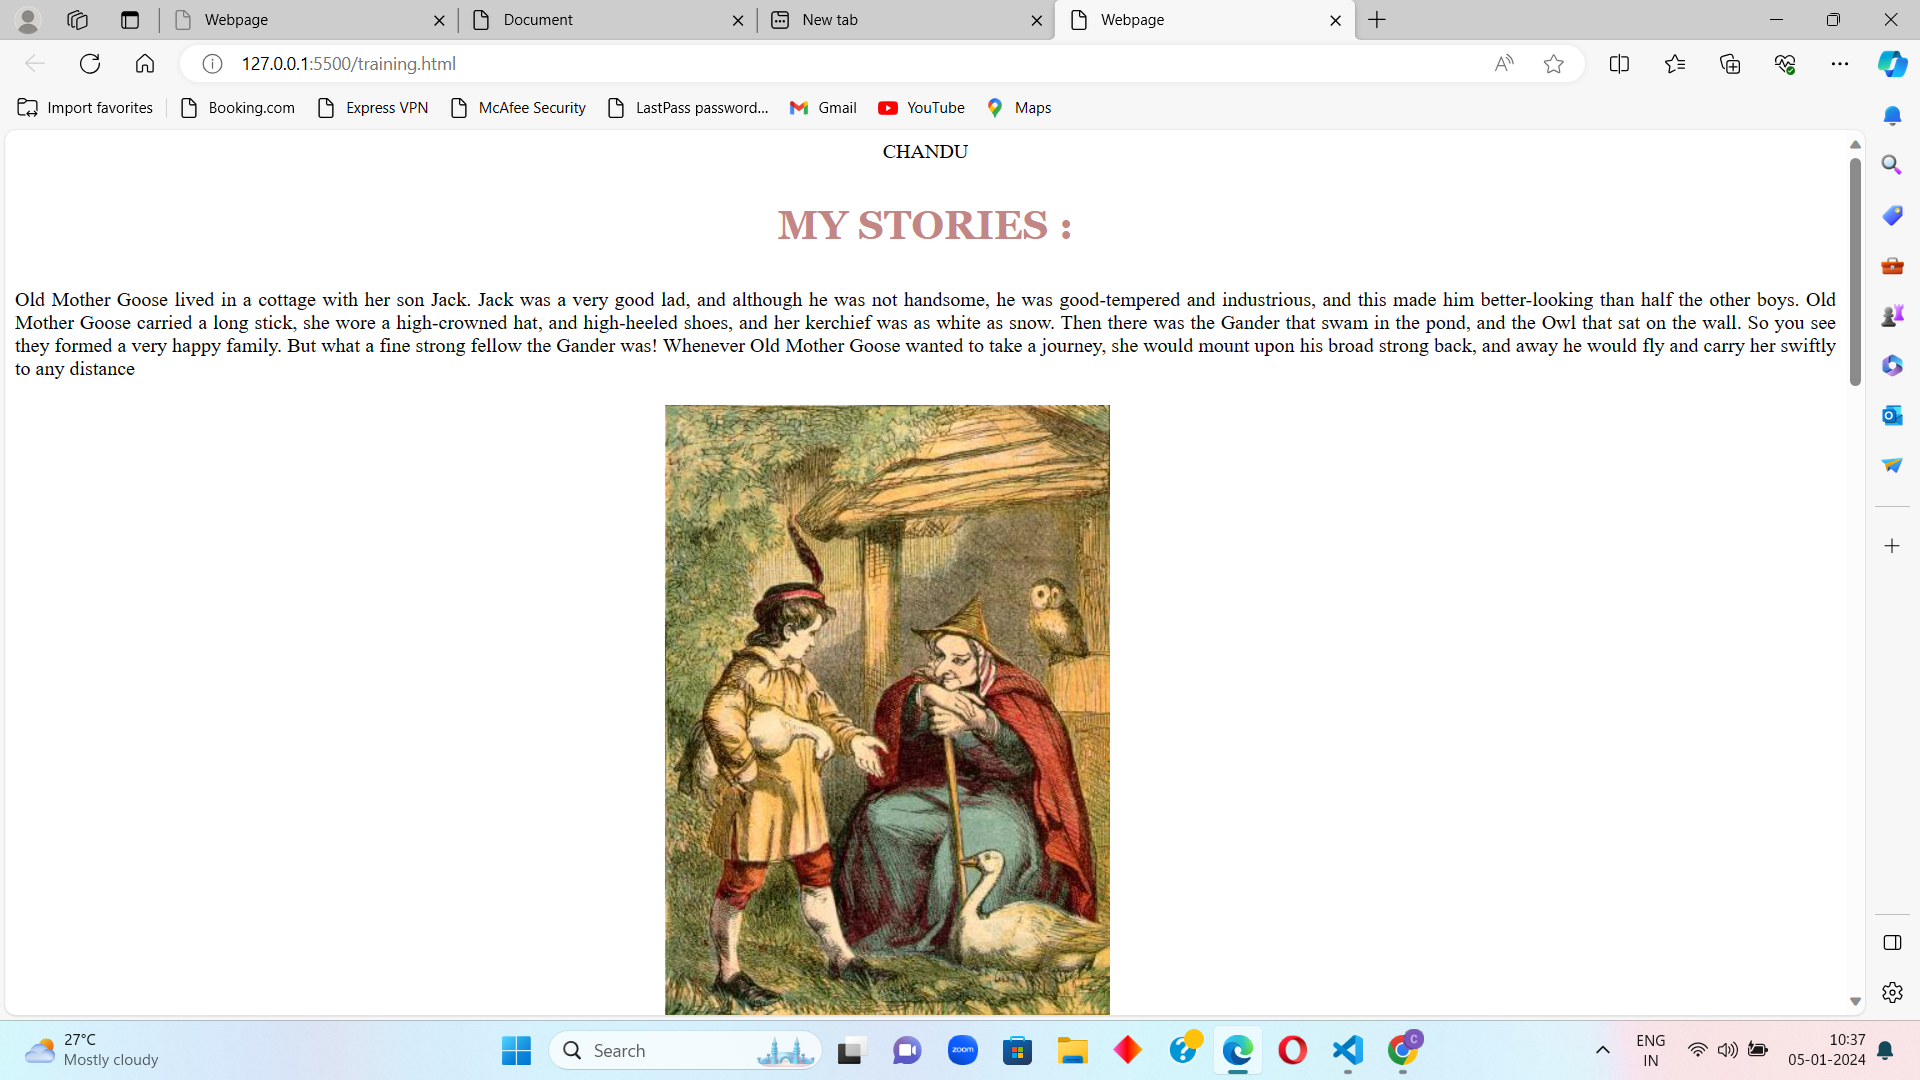 Webpage
Document
New tab
Webpage
127.0.0.1:5500/training.html
Import favorites
Booking.com
Express VPN
McAfee Security
LastPass password...
Gmail
YouTube
Maps
CHANDU
MY STORIES :
Old Mother Goose lived in a cottage with her son Jack. Jack was a very good lad, and although he was not handsome, he was good-tempered and industrious, and this made him better-looking than half the other boys. Old
Mother Goose carried a long stick, she wore a high-crowned hat, and high-heeled shoes, and her kerchief was as white as snow. Then there was the Gander that swam in the pond, and the Owl that sat on the wall. So you see
they formed a very happy family. But what a fine strong fellow the Gander was! Whenever Old Mother Goose wanted to take a journey, she would mount upon his broad strong back, and away he would fly and carry her swiftly
to any distance
27°C
Mostly cloudy
Search
zoom
C
ENG
IN
10:37
05-01-2024